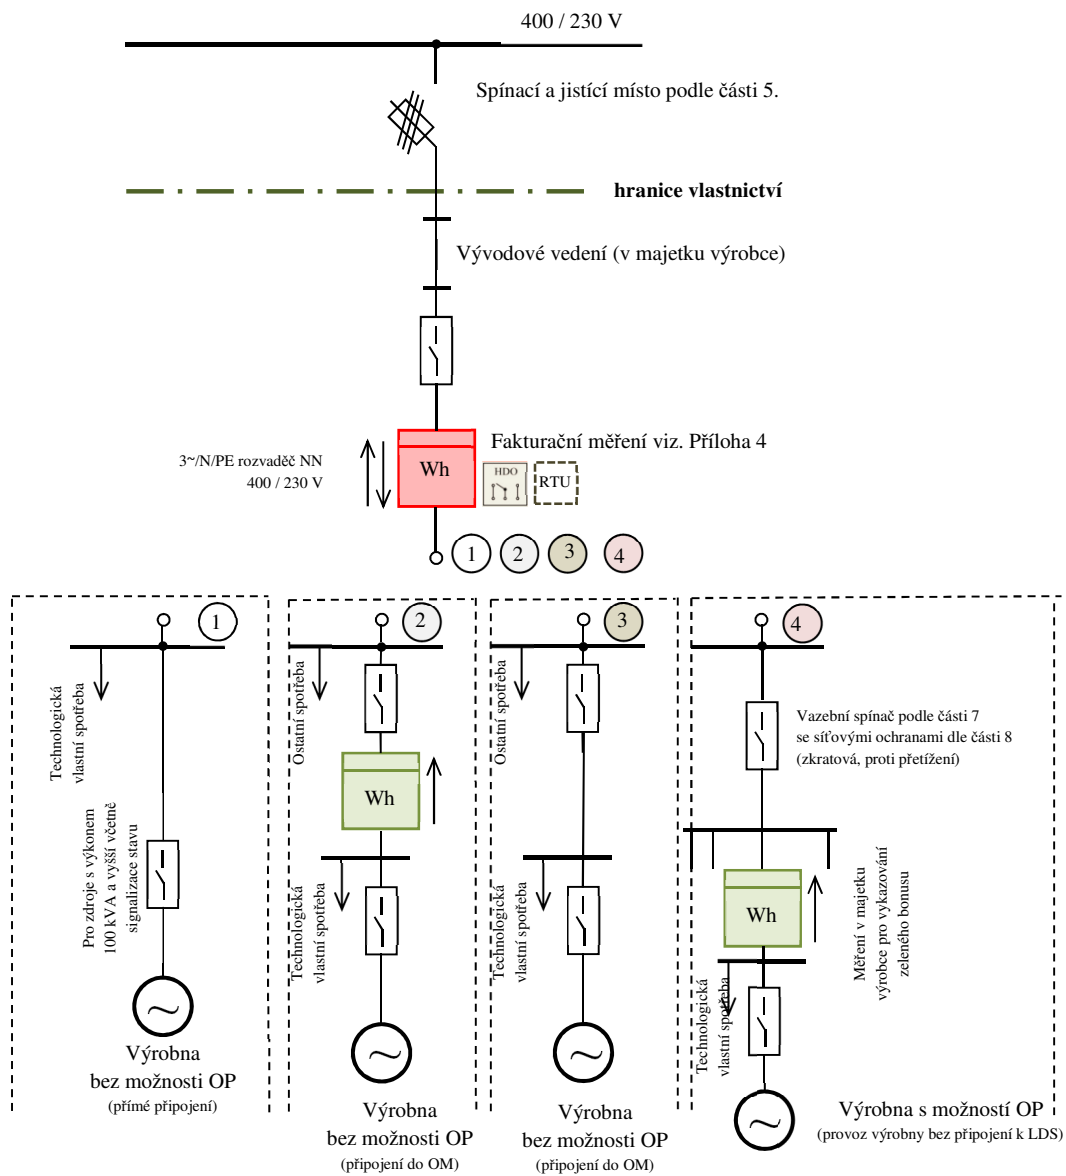 400 / 230 V
Spínací a jistící místo podle části 5.
hranice vlastnictví
Vývodové vedení (v majetku výrobce)
Fakturační měření viz. Příloha 4
3~/N/PE rozvaděč NN
400 / 230 V
Wh
HDO
RTU
1
2
3
4
1
Technologická
vlastní spotřeba
Pro zdroje s výkonem
100 kVA a vyšší včetně
signalizace stavu
Výrobna
bez možnosti OP
(přímé připojení)
2
Ostatní spotřeba
Wh
Technologická
vlastní spotřeba
Výrobna
bez možnosti OP
(připojení do OM)
3
Ostatní spotřeba
Technologická
vlastní spotřeba
Výrobna
bez možnosti OP
(připojení do OM)
4
Vazební spínač podle části 7
se síťovými ochranami dle části 8
(zkratová, proti přetížení)
Wh
Měření v majetku
výrobce pro vykazování
zeleného bonusu
Technologická
vlastní spotřeba
Výrobna s možností OP
(provoz výrobny bez připojení k LDS)